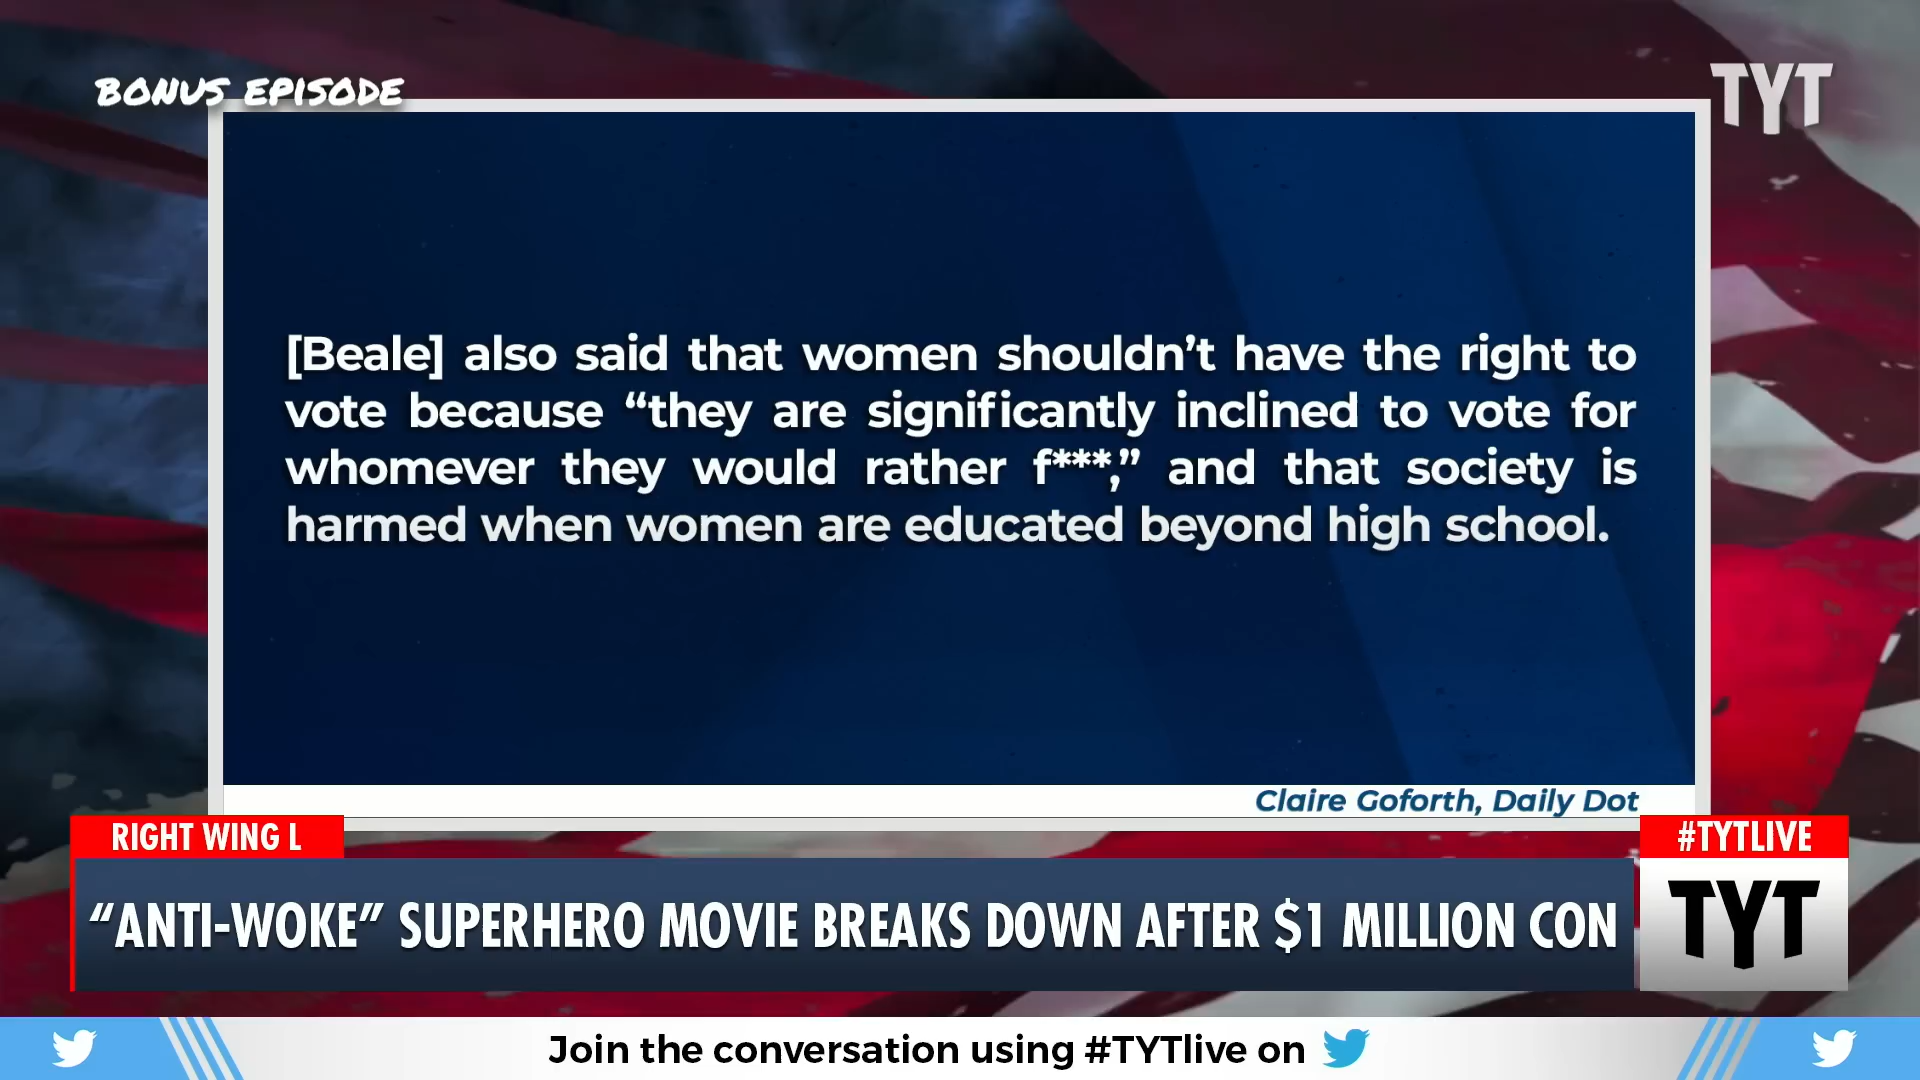 BONUS EPISODE
TYT
[Beale] also said that women shouldn’t have the right to
vote because “they are significantly inclined to vote for
whomever they would rather f***,” and that society is
harmed when women are educated beyond high school.
Claire Goforth, Daily Dot
RIGHT WING L
#TYTLIVE
“ANTI-WOKE” SUPERHERO MOVIE BREAKS DOWN AFTER $1 MILLION CON
TYT
Join the conversation using #TYTlive on